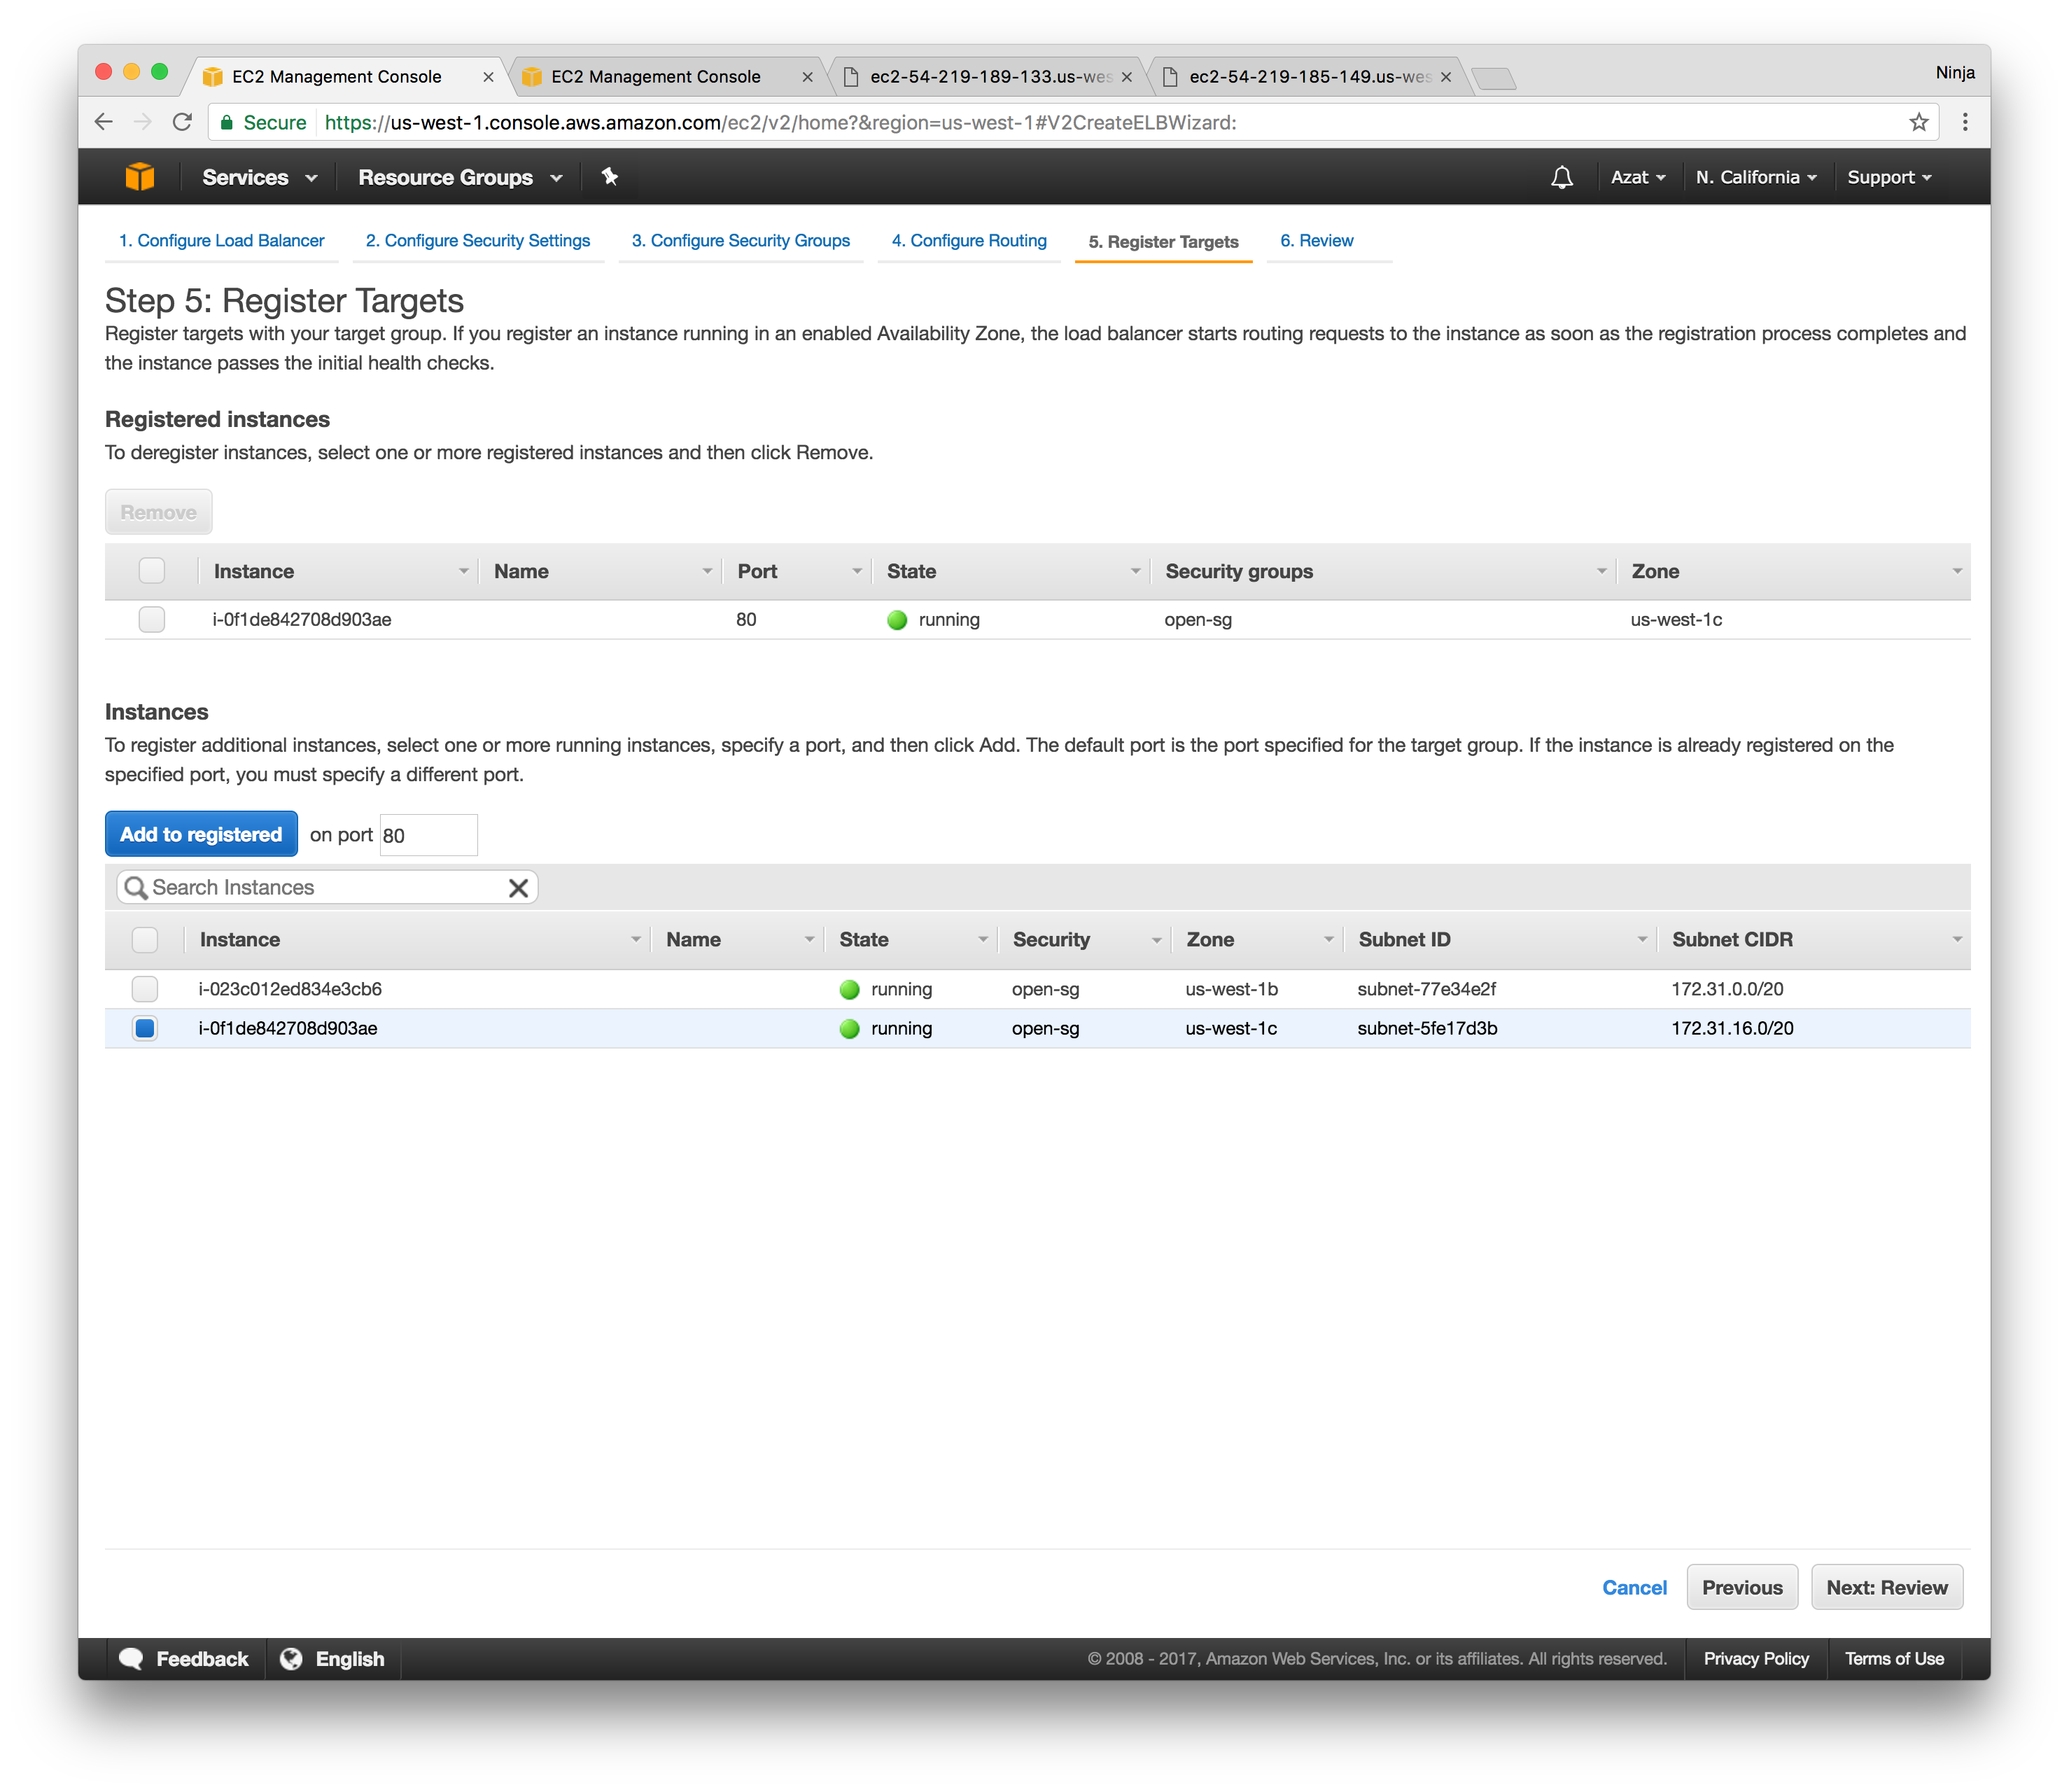 EC2 Management Console
EC2 Management Console
ec2-54-219-189-133.us-wes
ec2-54-219-185-149.us-wes
Ninja
Secure https://us-west-1.console.aws.amazon.com/ec2/v2/home?&region=us-west-1#V2CreateELBWizard:
Services Resource Groups Azat N. California Support
1. Configure Load Balancer 2. Configure Security Settings 3. Configure Security Groups 4. Configure Routing 5. Register Targets 6. Review
Step 5: Register Targets
Register targets with your target group. If you register an instance running in an enabled Availability Zone, the load balancer starts routing requests to the instance as soon as the registration process completes and
the instance passes the initial health checks.
Registered instances
To deregister instances, select one or more registered instances and then click Remove.
Remove
Instance Name Port State Security groups Zone
i-0f1de842708d903ae 80 running open-sg us-west-1c
Instances
To register additional instances, select one or more running instances, specify a port, and then click Add. The default port is the port specified for the target group. If the instance is already registered on the
specified port, you must specify a different port.
Add to registered on port 80
Search Instances
Instance Name State Security Zone Subnet ID Subnet CIDR
i-023c012ed834e3cb6 running open-sg us-west-1b subnet-77e34e2f 172.31.0.0/20
i-0f1de842708d903ae running open-sg us-west-1c subnet-5fe17d3b 172.31.16.0/20
Cancel Previous Next: Review
Feedback English © 2008 - 2017, Amazon Web Services, Inc. or its affiliates. All rights reserved. Privacy Policy Terms of Use